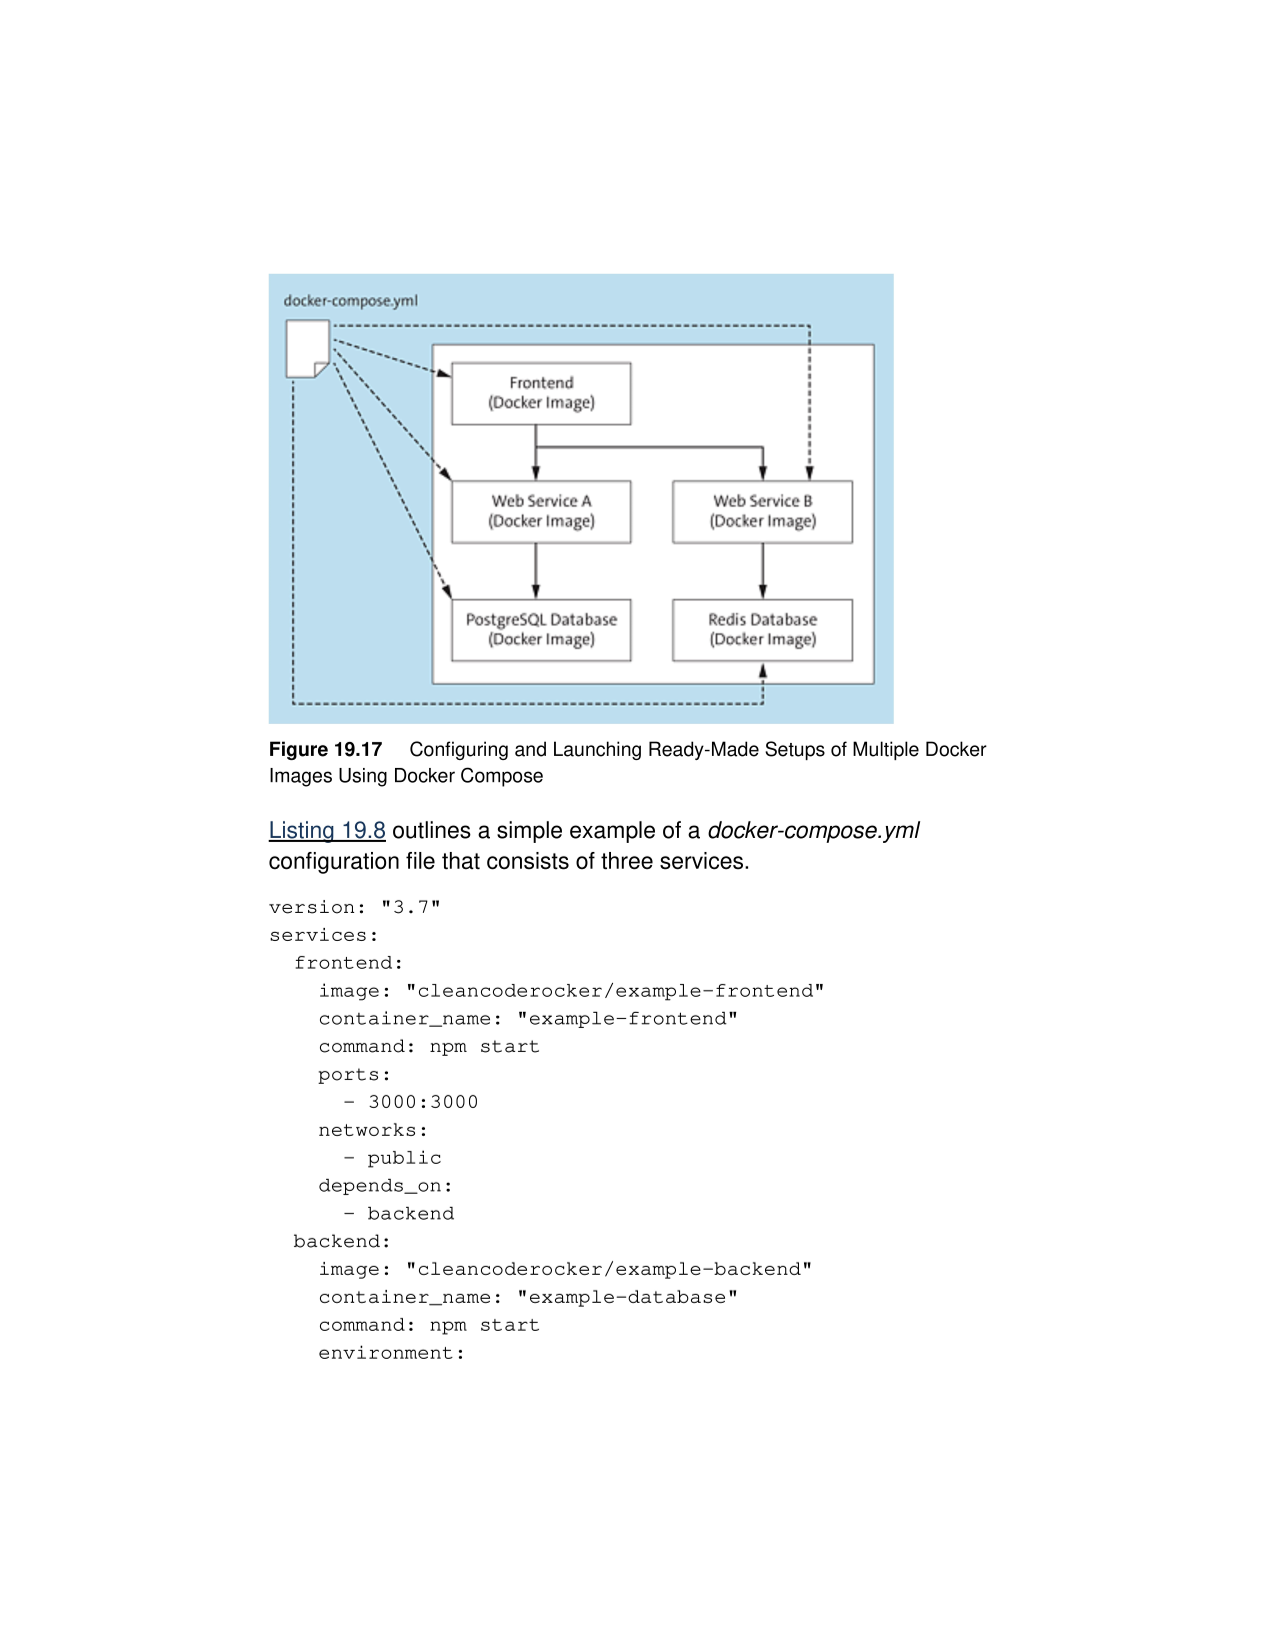 docker-compose.yml
Frontend
(Docker Image)
Web Service A
(Docker Image)
Web Service B
(Docker Image)
PostgreSQL Database
(Docker Image)
Redis Database
(Docker Image)
Figure 19.17 Configuring and Launching Ready-Made Setups of Multiple Docker
Images Using Docker Compose
Listing 19.8 outlines a simple example of a docker-compose.yml
configuration file that consists of three services.
version: "3.7"
services:
  frontend:
    image: "cleancoderocker/example-frontend"
    container_name: "example-frontend"
    command: npm start
    ports:
      - 3000:3000
    networks:
      - public
    depends_on:
      - backend
  backend:
    image: "cleancoderocker/example-backend"
    container_name: "example-database"
    command: npm start
    environment: